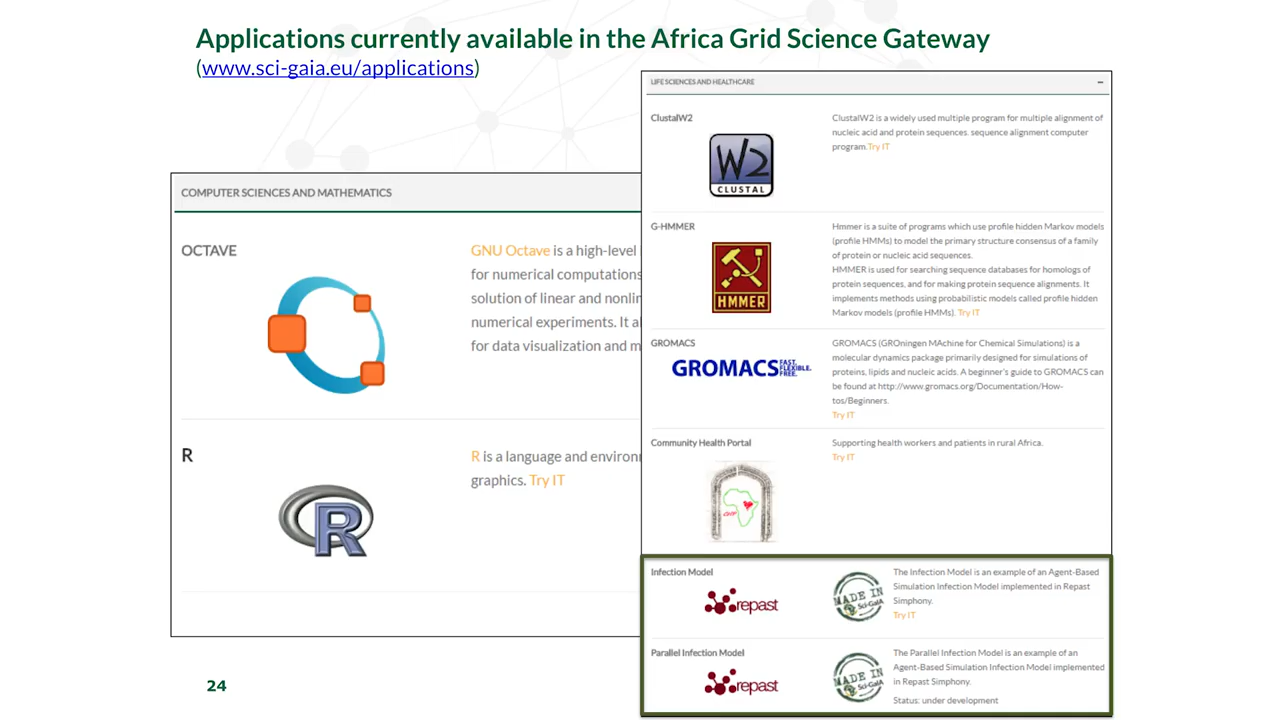 Applications currently available in the Africa Grid Science Gateway
(www.sci-gaia.eu/applications)
COMPUTER SCIENCES AND MATHEMATICS
OCTAVE
GNU Octave is a high-level
for numerical computations
solution of linear and nonlin
numerical experiments. It al
for data visualization and m
R
R is a language and environ
graphics. Try IT
R
LIFE SCIENCES AND HEALTHCARE
ClustalW2
W2
CLUSTAL
ClustalW2 is a widely used multiple program for multiple alignment of
nucleic acid and protein sequences. sequence alignment computer
program.Try IT
G-HMMER
HMMER
Hmmer is a suite of programs which use profile hidden Markov models
(profile HMMs) to model the primary structure consensus of a family
of protein or nucleic acid sequences.
HMMER is used for searching sequence databases for homologs of
protein sequences, and for making protein sequence alignments. It
implements methods using probabilistic models called profile hidden
Markov models (profile HMMs). Try IT
GROMACS
GROMACS FAST. FLEXIBLE. FREE.
GROMACS (GROningen MAchine for Chemical Simulations) is a
molecular dynamics package primarily designed for simulations of
proteins, lipids and nucleic acids. A beginner's guide to GROMACS can
be found at http://www.gromacs.org/Documentation/How-
tos/Beginners.
Try IT
Community Health Portal
CHP
Supporting health workers and patients in rural Africa.
Try IT
Infection Model
repast
MADE IN
Sci-GaIA
The Infection Model is an example of an Agent-Based
Simulation Infection Model implemented in Repast
Simphony.
Try IT
Parallel Infection Model
repast
MADE IN
Sci-GaIA
The Parallel Infection Model is an example of an
Agent-Based Simulation Infection Model implemented
in Repast Simphony.
Status: under development
24